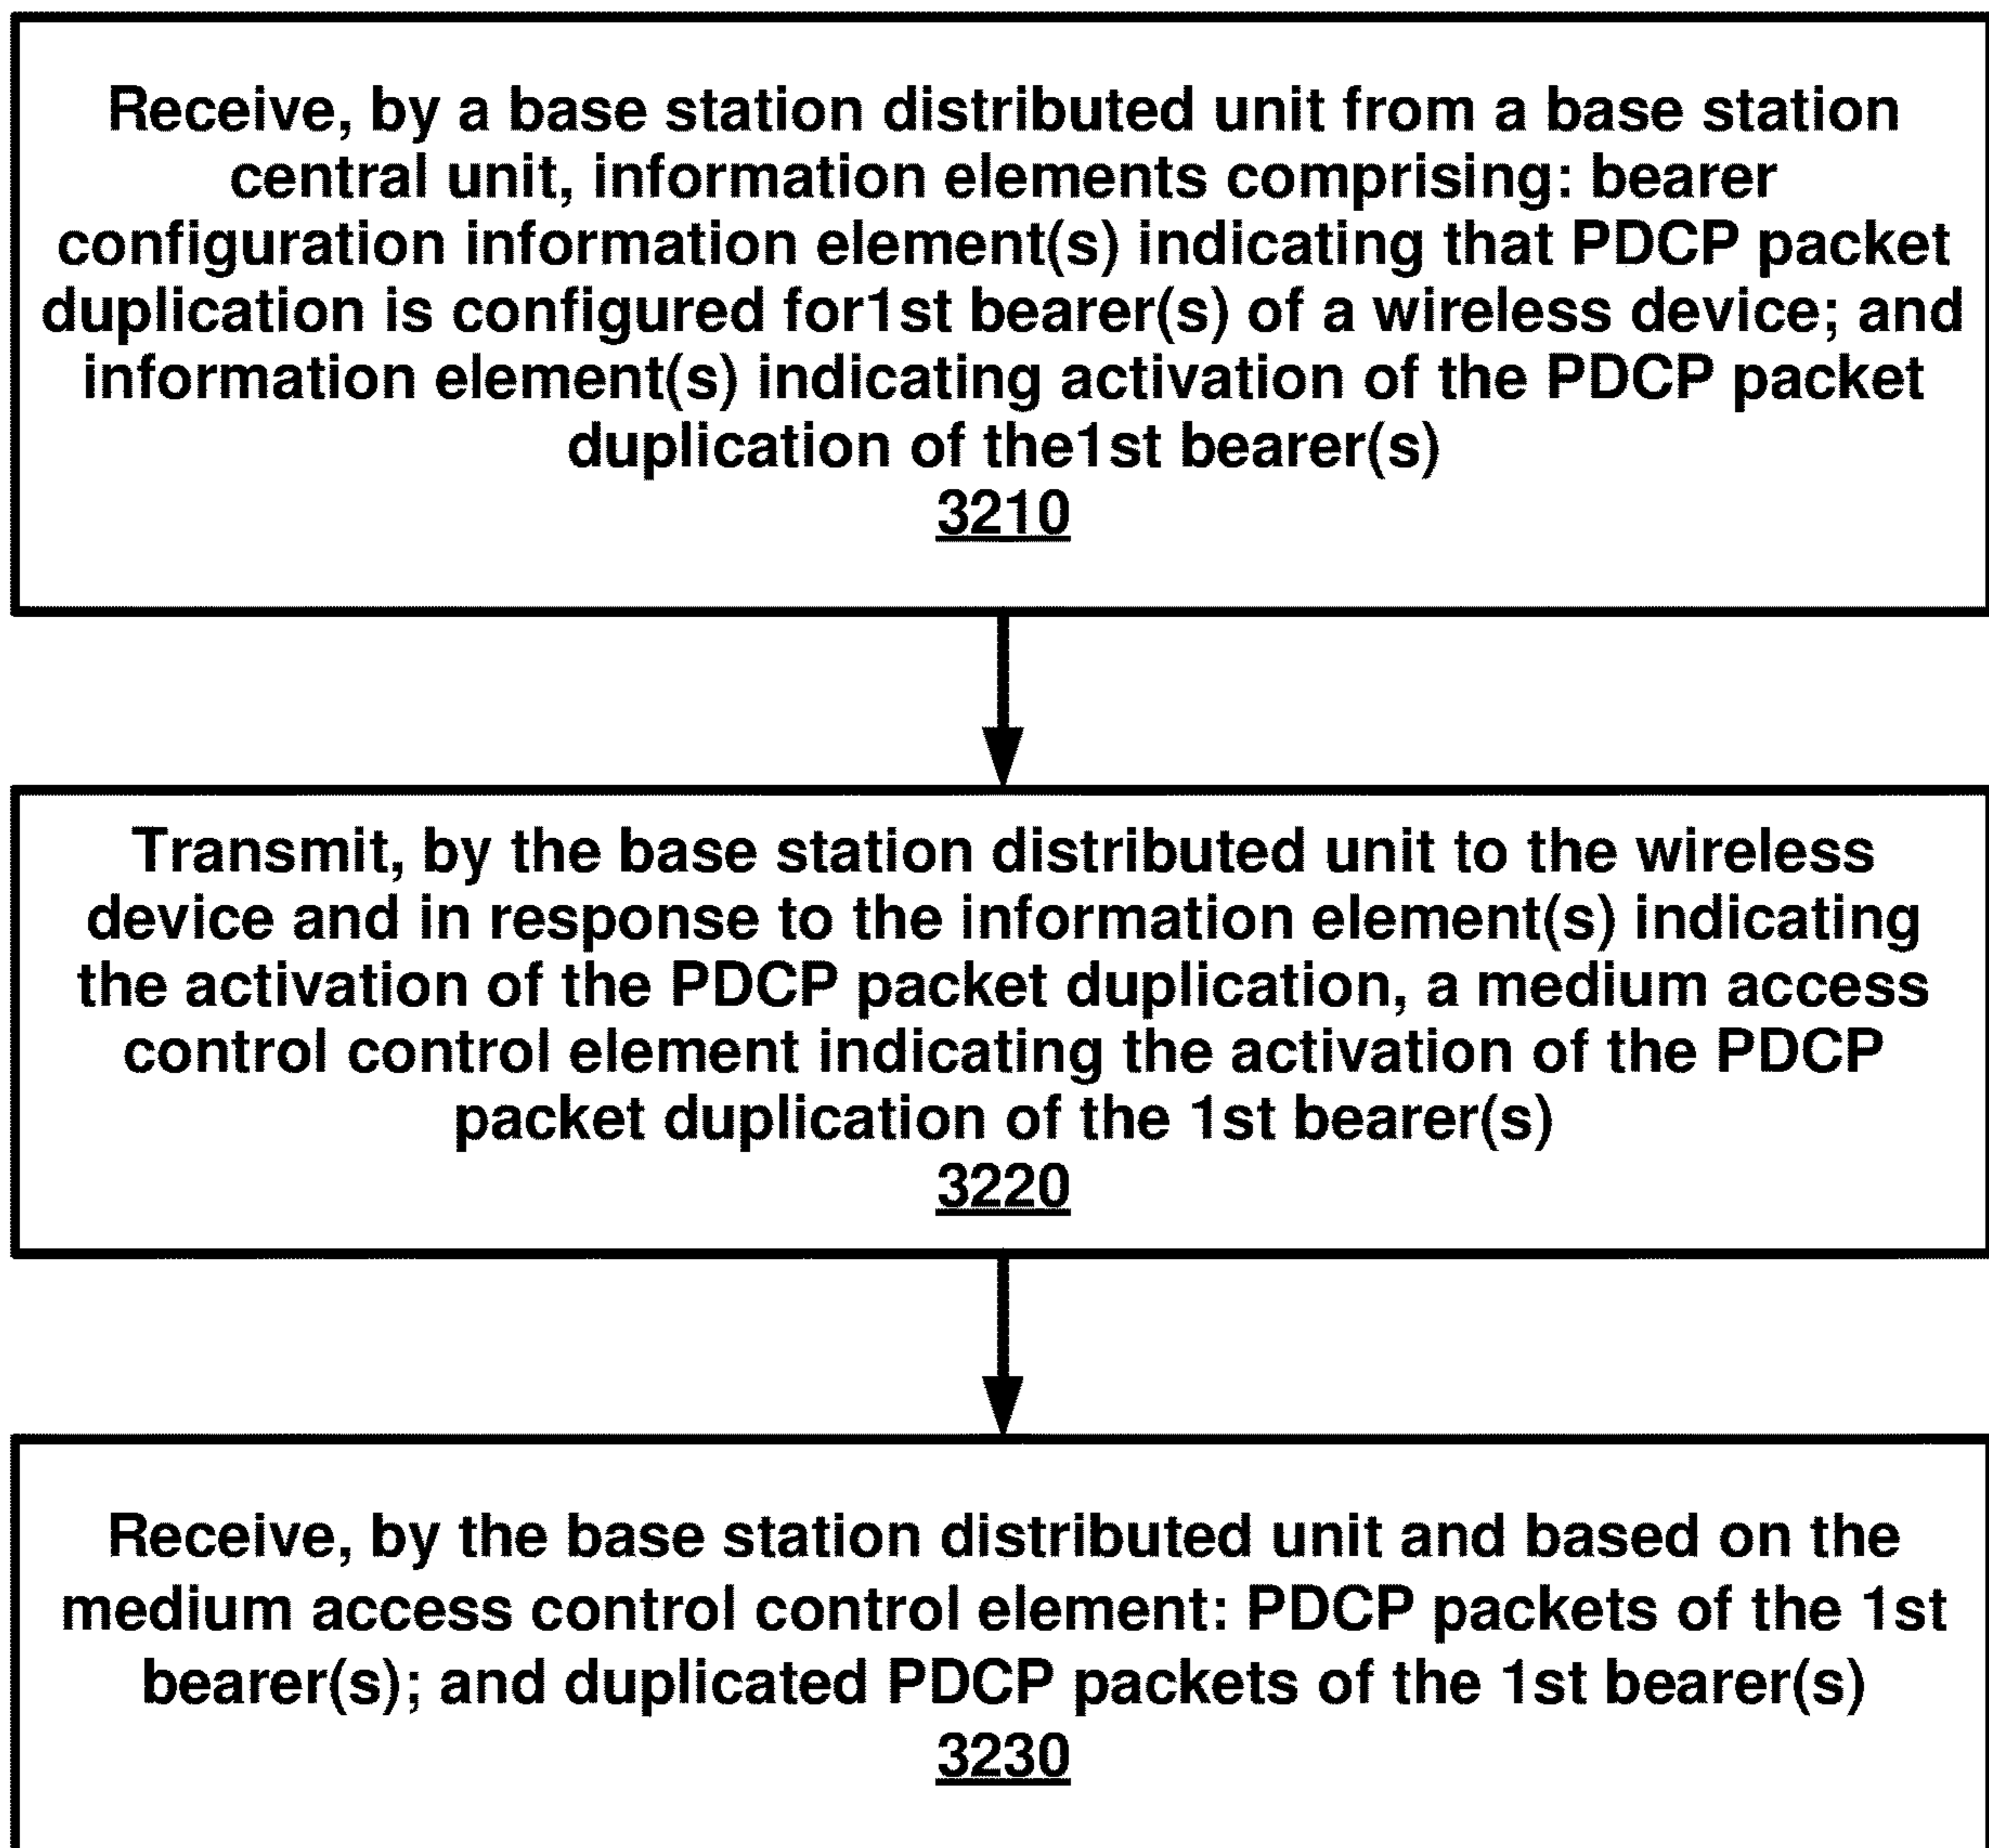 Receive, by a base station distributed unit from a base station
central unit, information elements comprising: bearer
configuration information element(s) indicating that PDCP packet
duplication is configured for1st bearer(s) of a wireless device; and
information element(s) indicating activation of the PDCP packet
duplication of the1st bearer(s)
3210
Transmit, by the base station distributed unit to the wireless
device and in response to the information element(s) indicating
the activation of the PDCP packet duplication, a medium access
control control element indicating the activation of the PDCP
packet duplication of the 1st bearer(s)
3220
Receive, by the base station distributed unit and based on the
medium access control control element: PDCP packets of the 1st
bearer(s); and duplicated PDCP packets of the 1st bearer(s)
3230